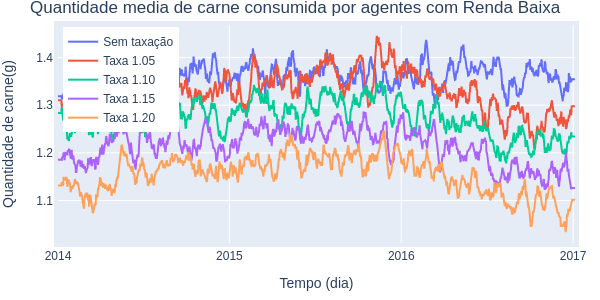 Quantidade media de carne consumida por agentes com Renda Baixa
Quantidade de carne(g)
1.4
1.3
1.2
1.1
Sem taxação
Taxa 1.05
Taxa 1.10
Taxa 1.15
Taxa 1.20
2014
2015
2016
2017
Tempo (dia)